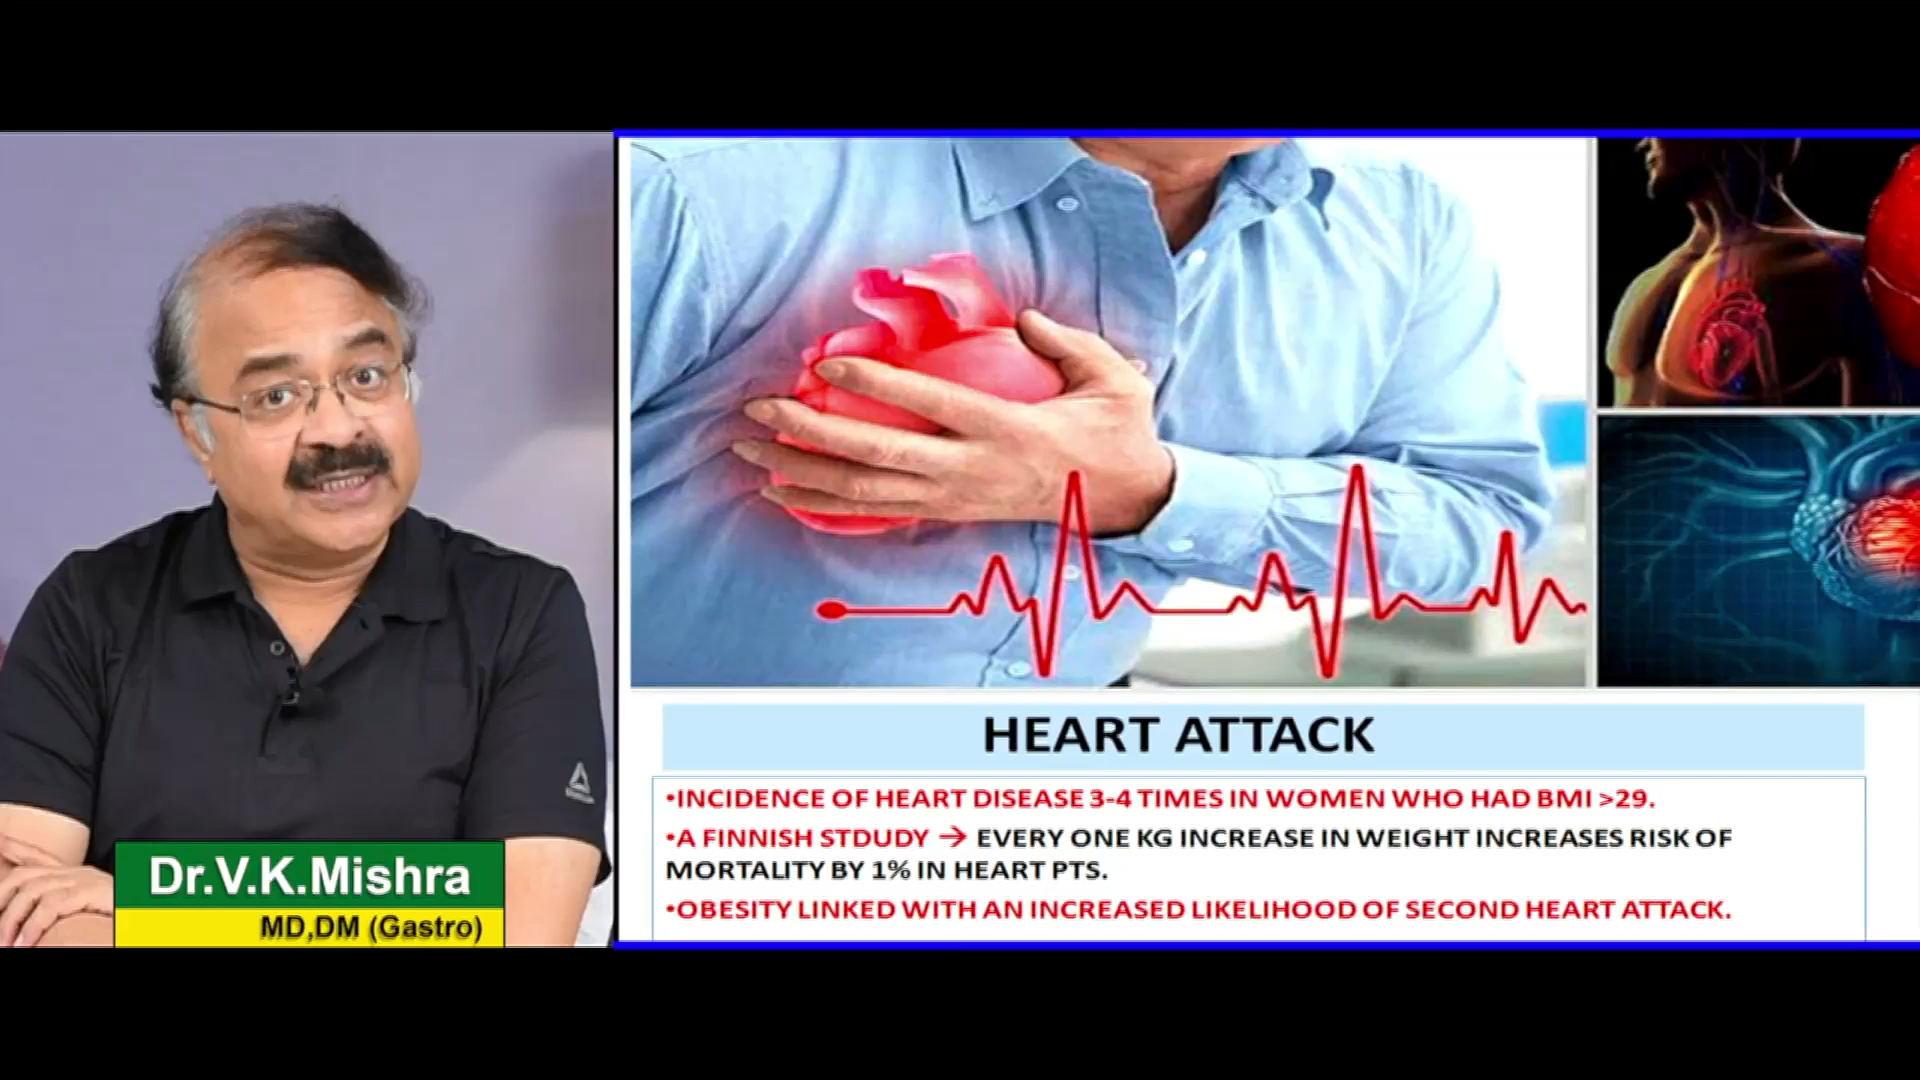 HEART ATTACK
•INCIDENCE OF HEART DISEASE 3-4 TIMES IN WOMEN WHO HAD BMI >29.
•A FINNISH STDUDY → EVERY ONE KG INCREASE IN WEIGHT INCREASES RISK OF
MORTALITY BY 1% IN HEART PTS.
•OBESITY LINKED WITH AN INCREASED LIKELIHOOD OF SECOND HEART ATTACK.
Dr.V.K.Mishra
MD,DM (Gastro)